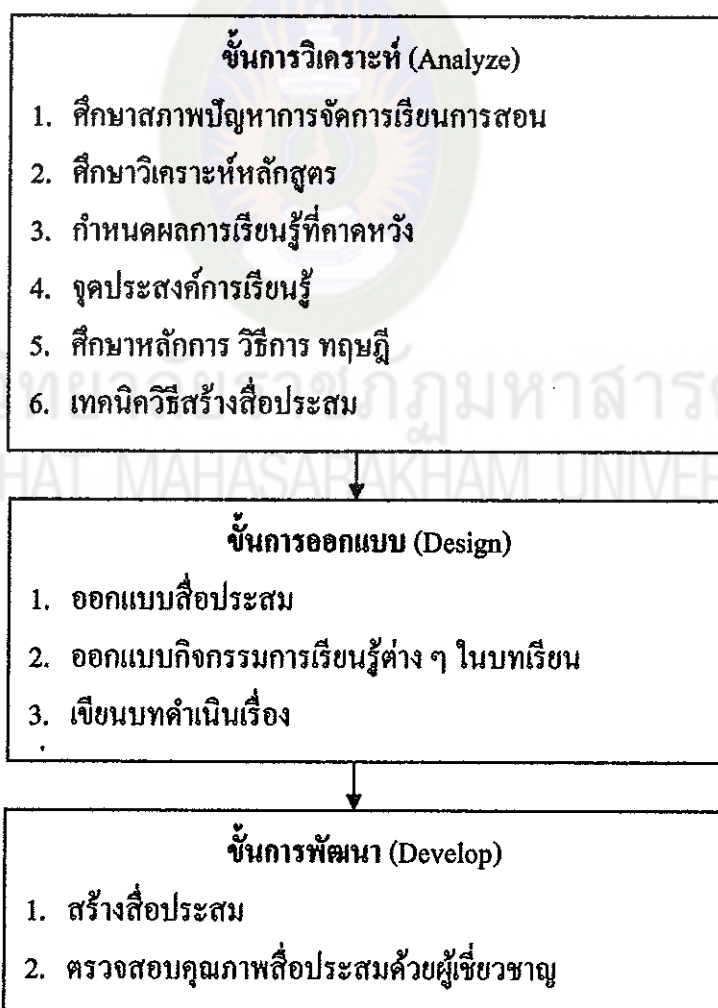 ขั้นการวิเคราะห์ (Analyze)
1. ศึกษาสภาพปัญหาการจัดการเรียนการสอน
2. ศึกษาวิเคราะห์หลักสูตร
3. กำหนดผลการเรียนรู้ที่คาดหวัง
4. จุดประสงค์การเรียนรู้
5. ศึกษาหลักการ วิธีการ ทฤษฎี
6. เทคนิควิธีสร้างสื่อประสม
MAHASARAKHAM
ขั้นการออกแบบ (Design)
1. ออกแบบสื่อประสม
2. ออกแบบกิจกรรมการเรียนรู้ต่าง ๆ ในบทเรียน
3. เขียนบทดำเนินเรื่อง
ขั้นการพัฒนา (Develop)
1. สร้างสื่อประสม
2. ตรวจสอบคุณภาพสื่อประสมด้วยผู้เชี่ยวชาญ